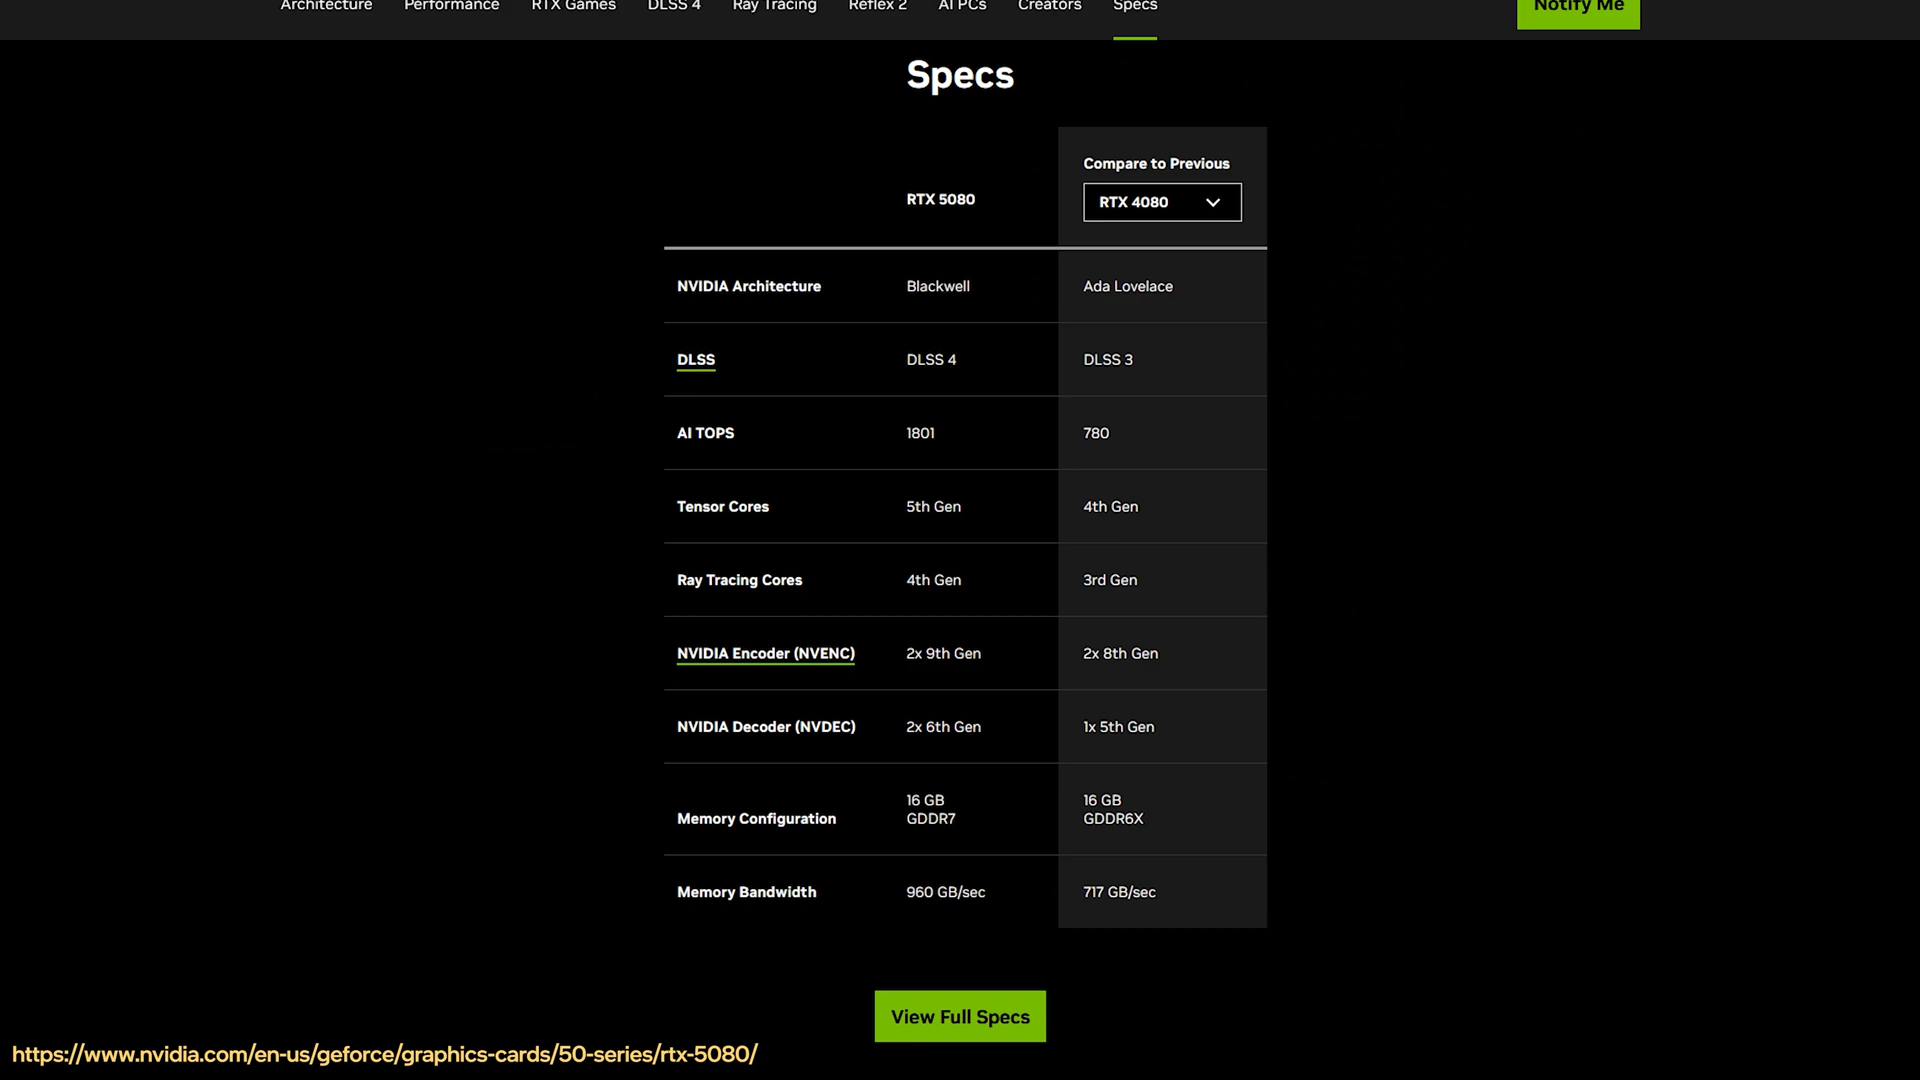 Architecture Performance RTX Games DLSS 4 Ray Tracing Reflex 2 AI PCs Creators Specs Notify Me
Specs
Compare to Previous
RTX 5080 RTX 4080
NVIDIA Architecture Blackwell Ada Lovelace
DLSS DLSS 4 DLSS 3
AI TOPS 1801 780
Tensor Cores 5th Gen 4th Gen
Ray Tracing Cores 4th Gen 3rd Gen
NVIDIA Encoder (NVENC) 2x 9th Gen 2x 8th Gen
NVIDIA Decoder (NVDEC) 2x 6th Gen 1x 5th Gen
16 GB 16 GB
Memory Configuration GDDR7 GDDR6X
Memory Bandwidth 960 GB/sec 717 GB/sec
View Full Specs
https://www.nvidia.com/en-us/geforce/graphics-cards/50-series/rtx-5080/